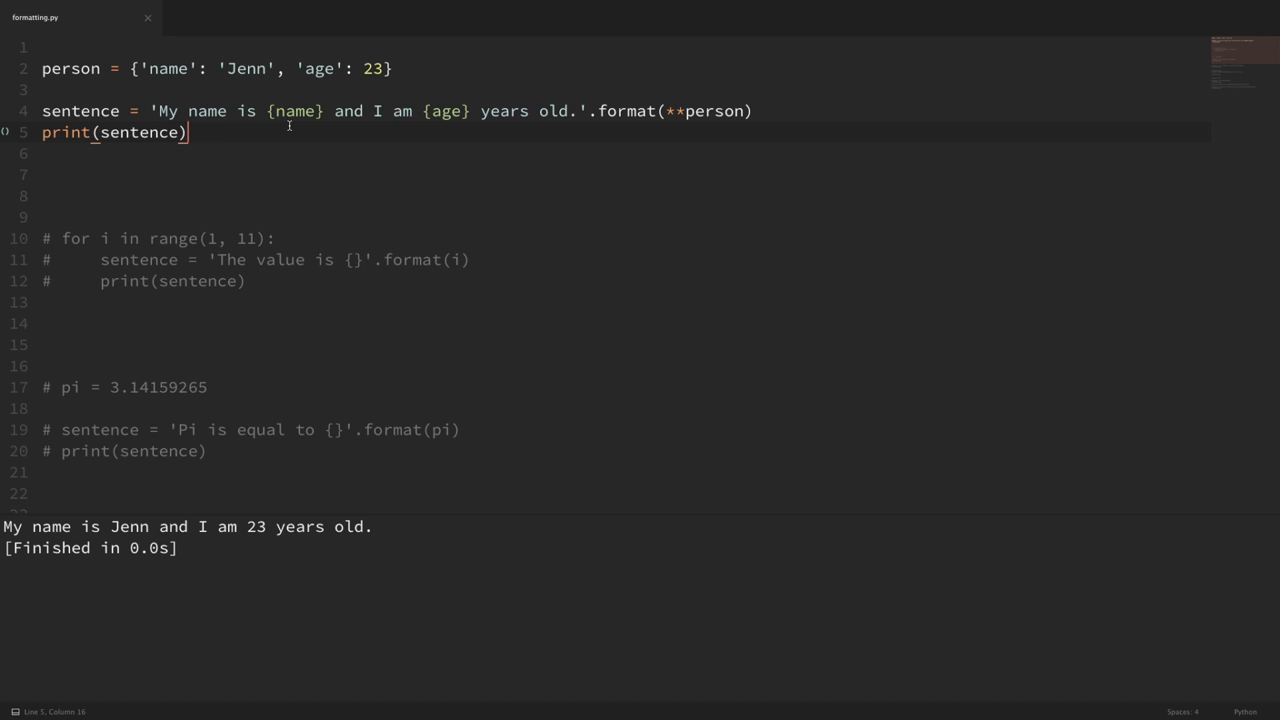 formatting.py
1
2 person = {'name': 'Jenn', 'age': 23}
3
4 sentence = 'My name is {name} and I am {age} years old.'.format(**person)
() 5 print(sentence)
6
7
8
9
10 # for i in range(1, 11):
11 #     sentence = 'The value is {}'.format(i)
12 #     print(sentence)
13
14
15
16
17 # pi = 3.14159265
18
19 # sentence = 'Pi is equal to {}'.format(pi)
20 # print(sentence)
21
22
My name is Jenn and I am 23 years old.
[Finished in 0.0s]
Line 5, Column 16 Spaces: 4 Python